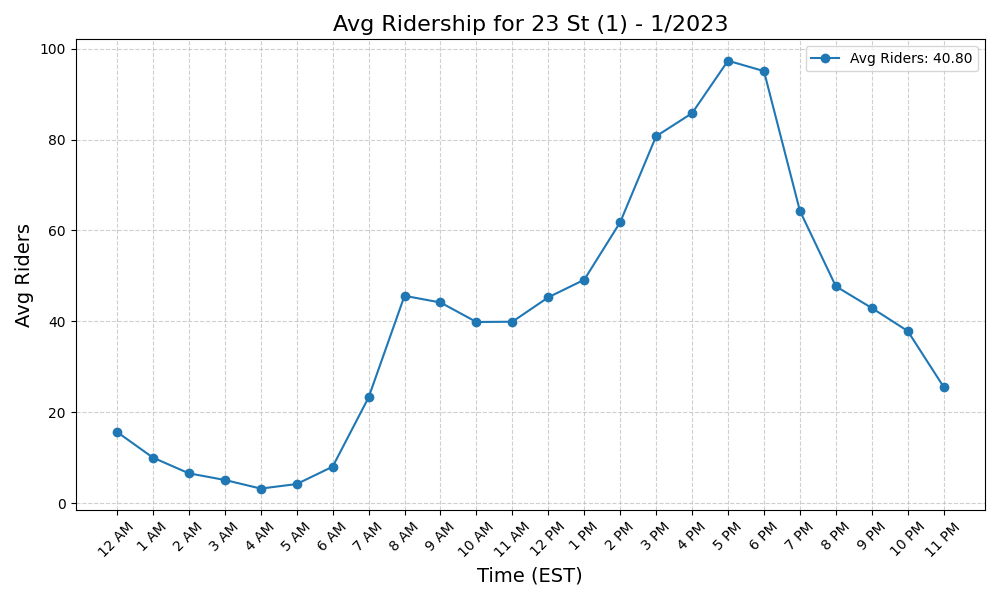 Avg Ridership for 23 St (1) - 1/2023
Avg Riders: 40.80
Avg Riders
100
80
60
40
20
0
12 AM
1 AM
2 AM
3 AM
4 AM
5 AM
6 AM
7 AM
8 AM
9 AM
10 AM
11 AM
12 PM
1 PM
2 PM
3 PM
4 PM
5 PM
6 PM
7 PM
8 PM
9 PM
10 PM
11 PM
Time (EST)